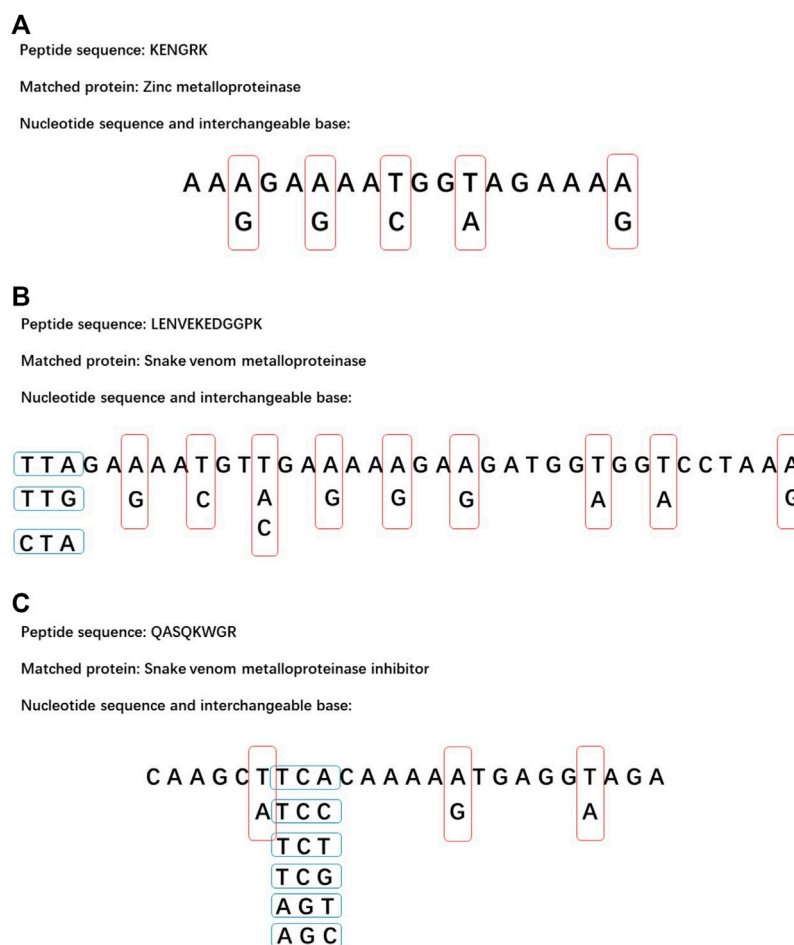 A
Peptide sequence: KENGRK
Matched protein: Zinc metalloproteinase
Nucleotide sequence and interchangeable base:
A A A G A A A A T G G T A G A A A A
G G C A G
B
Peptide sequence: LENVEKEDGGPK
Matched protein: Snake venom metalloproteinase
Nucleotide sequence and interchangeable base:
T T A G A A A A T G T T G A A A A A G A A G A T G G T G G T C C T A A A
T T G G C A G G G A A G
C
C T A
C
Peptide sequence: QASQKWGR
Matched protein: Snake venom metalloproteinase inhibitor
Nucleotide sequence and interchangeable base:
C A A G C T T C A C A A A A A T G A G G T A G A
A T C C G A
T C T
T C G
A G T
A G C